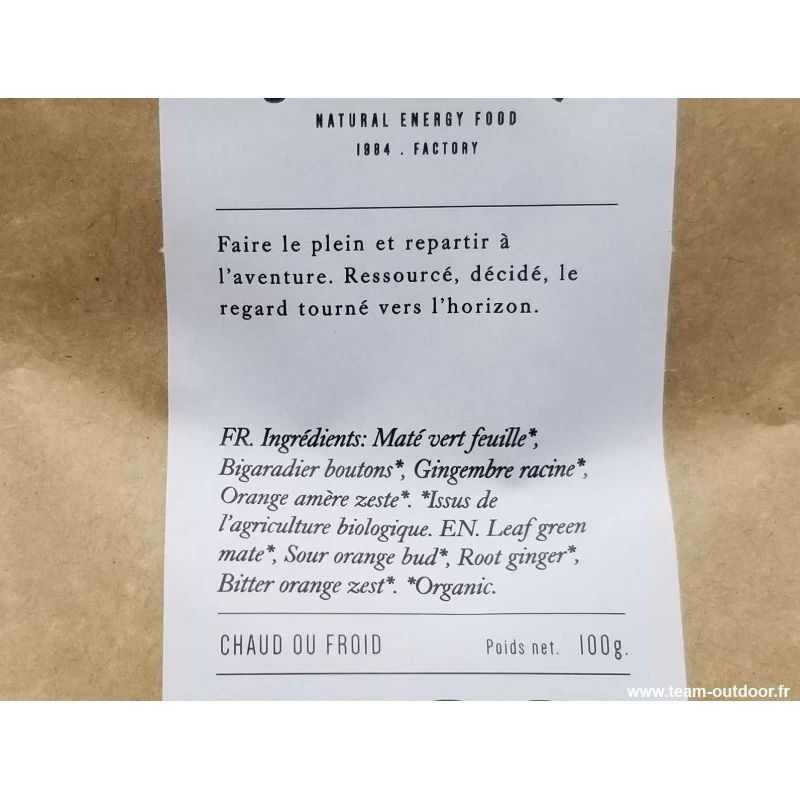 NATURAL ENERGY FOOD
1984 . FACTORY
Faire le plein et repartir à
l'aventure. Ressourcé, décidé, le
regard tourné vers l'horizon.
FR. Ingrédients: Maté vert feuille*,
Bigaradier boutons*, Gingembre racine*,
Orange amère zeste*. *Issus de
l'agriculture biologique. EN. Leaf green
mate*, Sour orange bud*, Root ginger*,
Bitter orange zest*. *Organic.
CHAUD OU FROID Poids net. 100g.
www.team-outdoor.fr